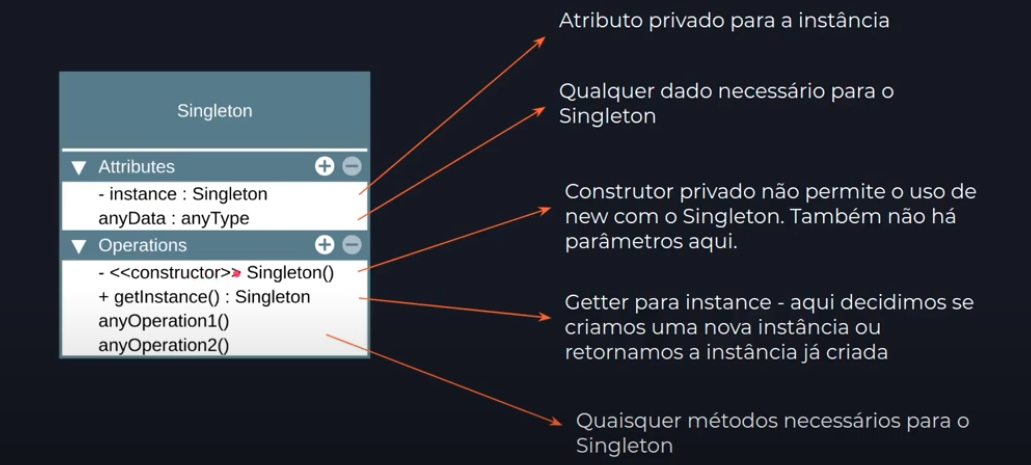 Singleton
Attributes
- instance : Singleton
anyData : anyType
Operations
- <<constructor>> Singleton()
+ getInstance() : Singleton
anyOperation1()
anyOperation2()
Atributo privado para a instância
Qualquer dado necessário para o
Singleton
Construtor privado não permite o uso de
new com o Singleton. Também não há
parâmetros aqui.
Getter para instance - aqui decidimos se
criamos uma nova instância ou
retornamos a instância já criada
Quaisquer métodos necessários para o
Singleton